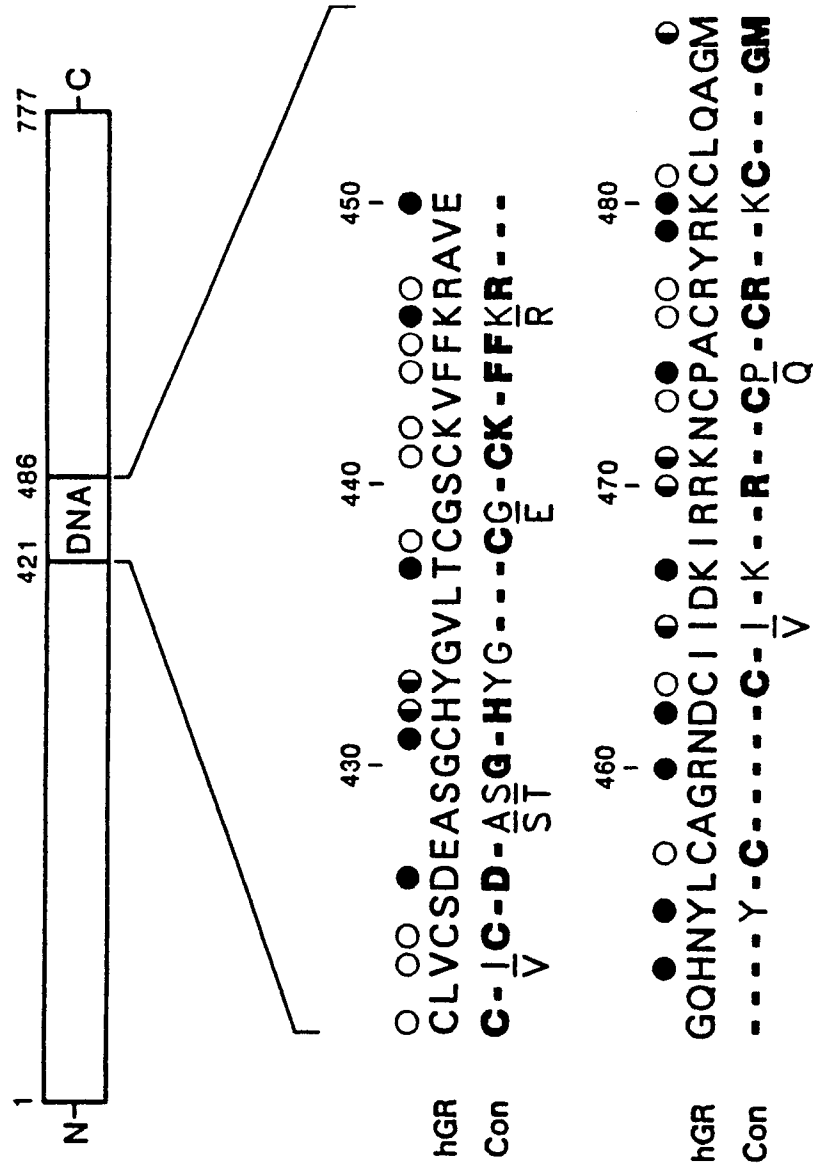 1 421 486 777
N- DNA -C
430 440 450
hGR CLVCSDEASGCHYGVLTCGSCKVFFKRAVE
Con C-IC-D-ASG-HYG---CG-CK-FFKR---
V ST E R
460 470 480
hGR GQHNYLCAGRNDCIIDKIRRKNCPACRYRKCLQAGM
Con ----Y-C-----C-I-K--R--CP-CR--KC---GM
V Q